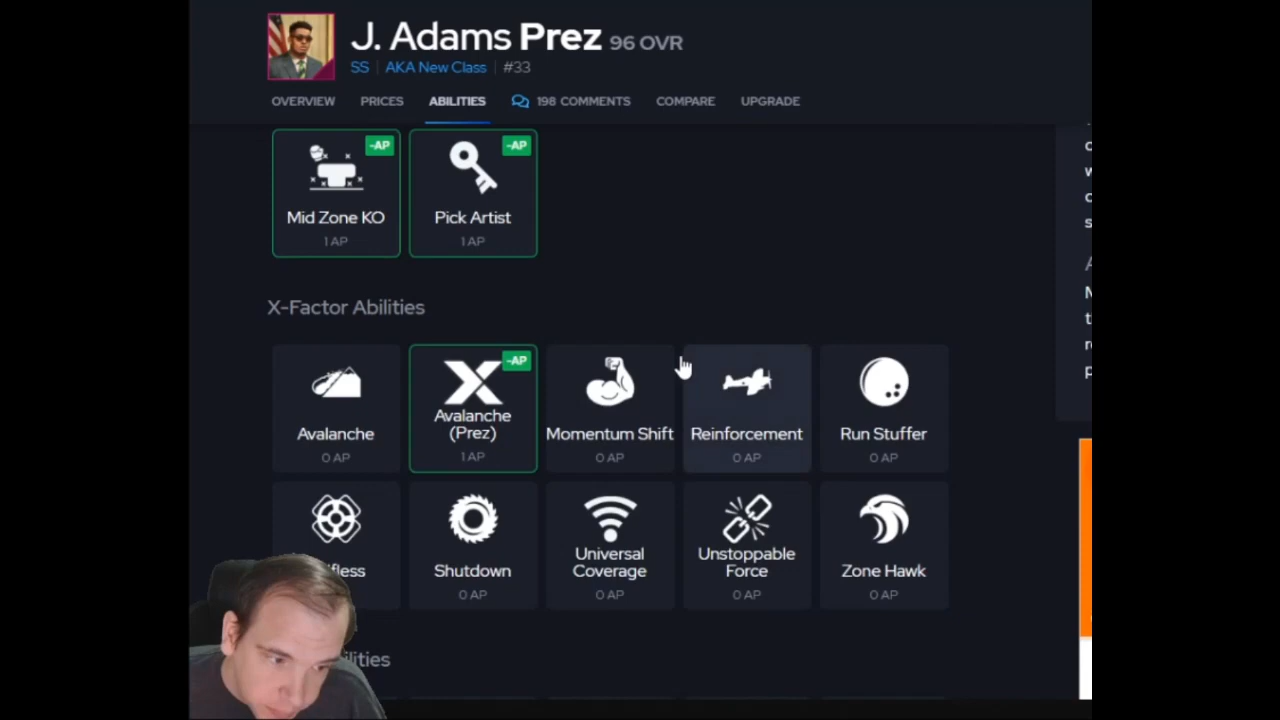 J. Adams Prez 96 OVR
SS | AKA New Class | #33
OVERVIEW PRICES ABILITIES 198 COMMENTS COMPARE UPGRADE
-AP -AP
Mid Zone KO Pick Artist
1 AP 1 AP
X-Factor Abilities
-AP
Avalanche Avalanche (Prez) Momentum Shift Reinforcement Run Stuffer
0 AP 1 AP 0 AP 0 AP 0 AP
Shutdown Universal Coverage Unstoppable Force Zone Hawk
0 AP 0 AP 0 AP 0 AP